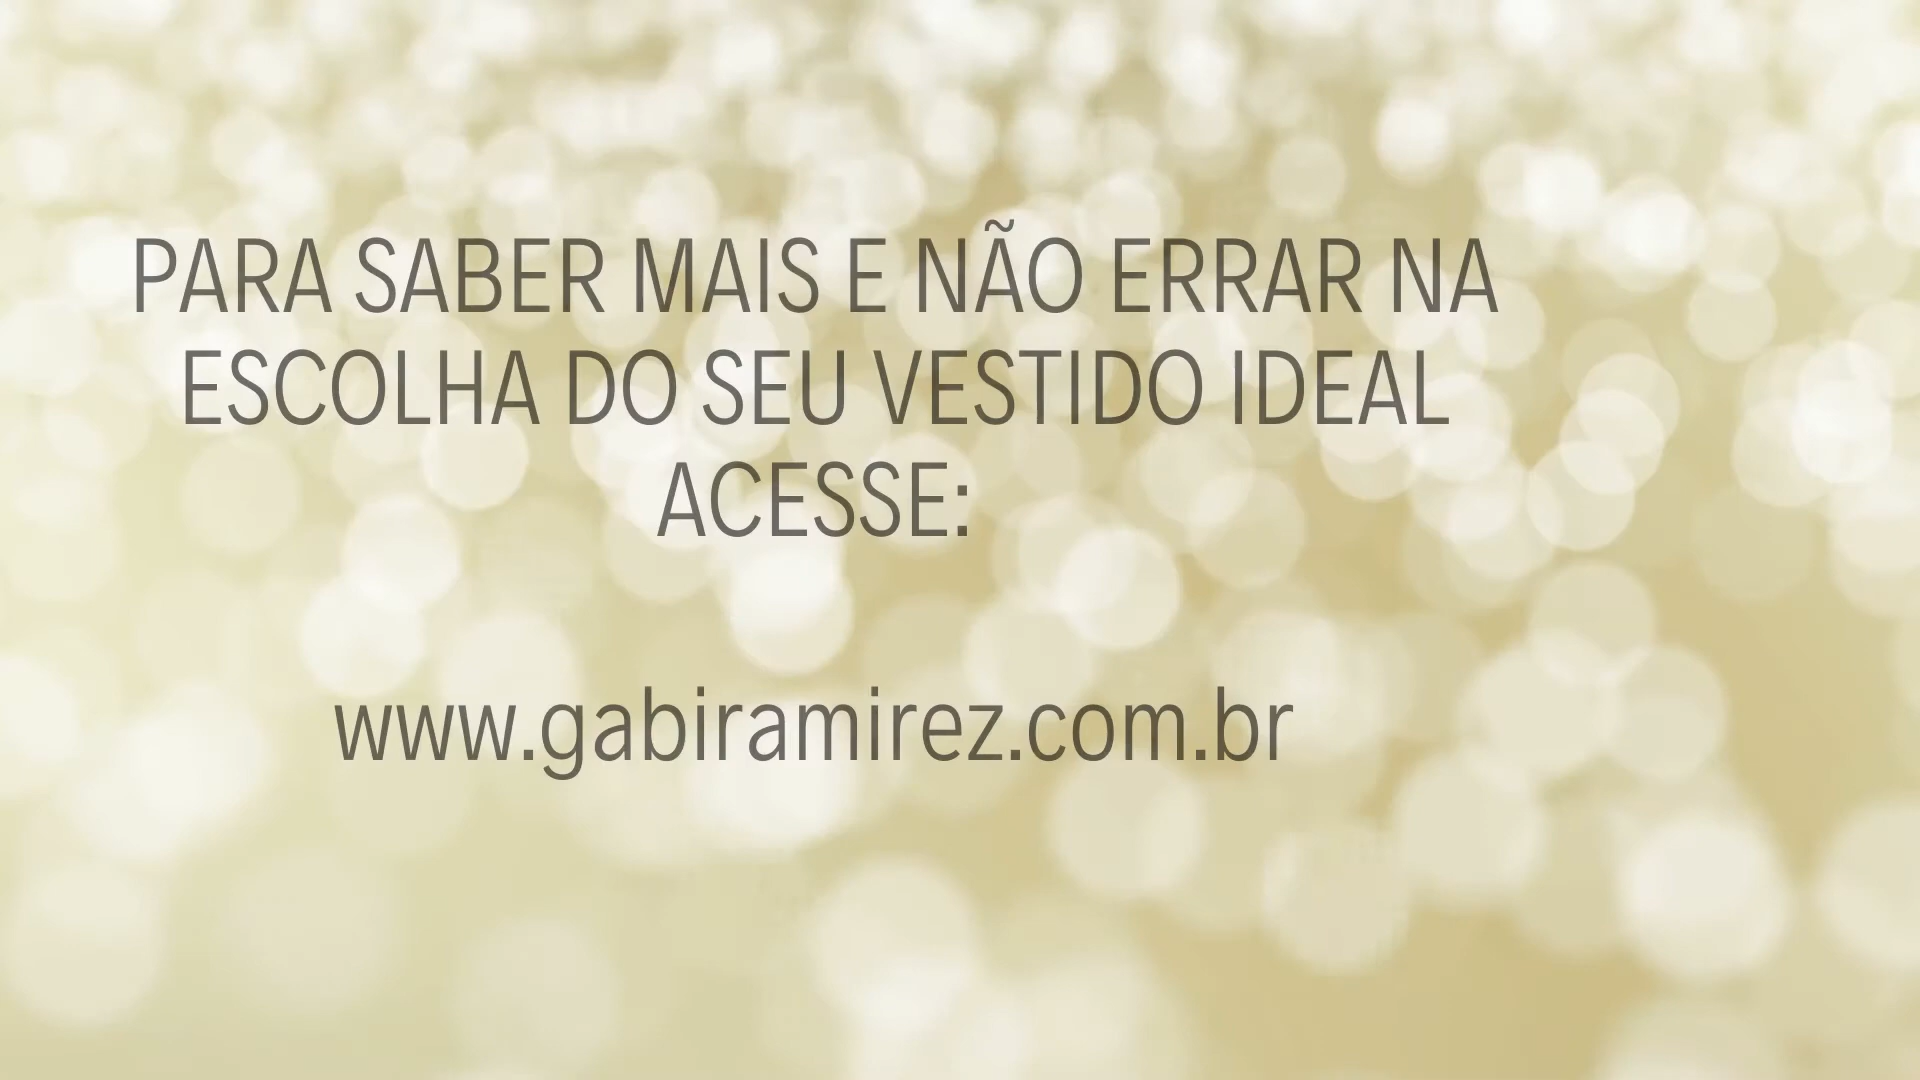 PARA SABER MAIS E NÃO ERRAR NA
ESCOLHA DO SEU VESTIDO IDEAL
ACESSE:
www.gabiramirez.com.br